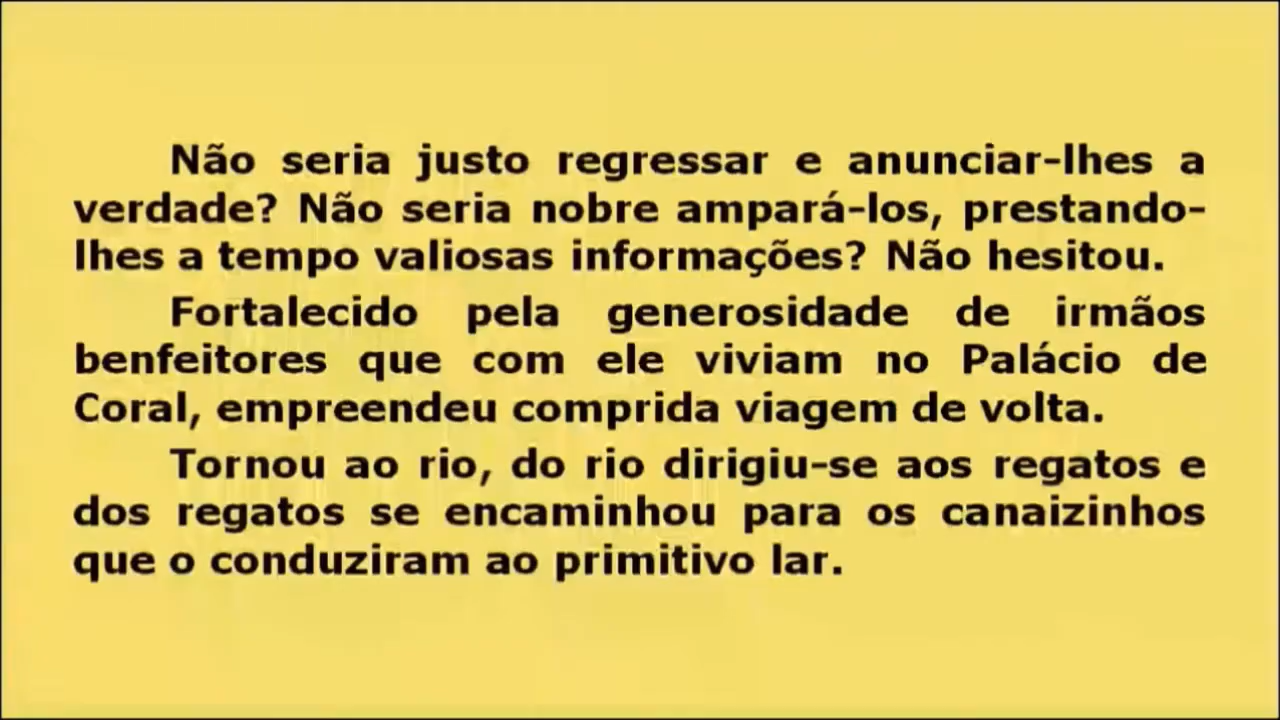 Não seria justo regressar e anunciar-lhes a
verdade? Não seria nobre ampará-los, prestando-
lhes a tempo valiosas informações? Não hesitou.
Fortalecido pela generosidade de irmãos
benfeitores que com ele viviam no Palácio de
Coral, empreendeu comprida viagem de volta.
Tornou ao rio, do rio dirigiu-se aos regatos e
dos regatos se encaminhou para os canaizinhos
que o conduziram ao primitivo lar.